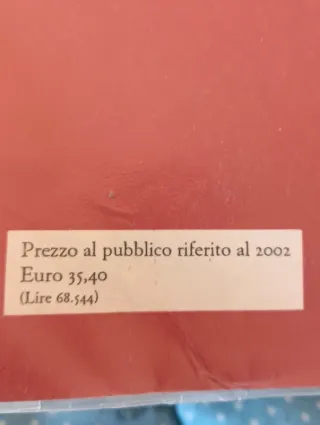 Prezzo al pubblico riferito al 2002
Euro 35,40
(Lire 68.544)